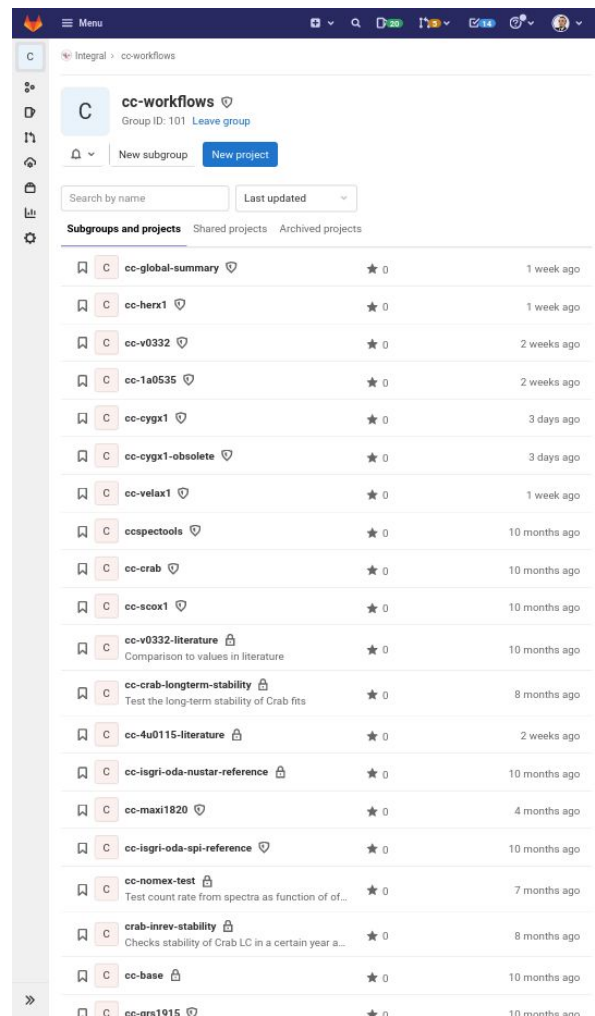 Menu
20
5
14
C
Integral > cc-workflows
C
cc-workflows
Group ID: 101 Leave group
New subgroup
New project
Search by name
Last updated
Subgroups and projects Shared projects Archived projects
C cc-global-summary 0 1 week ago
C cc-herx1 0 1 week ago
C cc-v0332 0 2 weeks ago
C cc-1a0535 0 2 weeks ago
C cc-cygx1 0 3 days ago
C cc-cygx1-obsolete 0 3 days ago
C cc-velax1 0 1 week ago
C ccspectools 0 10 months ago
C cc-crab 0 10 months ago
C cc-scox1 0 10 months ago
C cc-v0332-literature 0 10 months ago
Comparison to values in literature
C cc-crab-longterm-stability 0 8 months ago
Test the long-term stability of Crab fits
C cc-4u0115-literature 0 2 weeks ago
C cc-isgri-oda-nustar-reference 0 10 months ago
C cc-maxi1820 0 4 months ago
C cc-isgri-oda-spi-reference 0 10 months ago
C cc-nomex-test 0 7 months ago
Test count rate from spectra as function of of...
C crab-inrev-stability 0 8 months ago
Checks stability of Crab LC in a certain year a...
C cc-base 0 10 months ago
C cc-grs1915 0 10 months ago